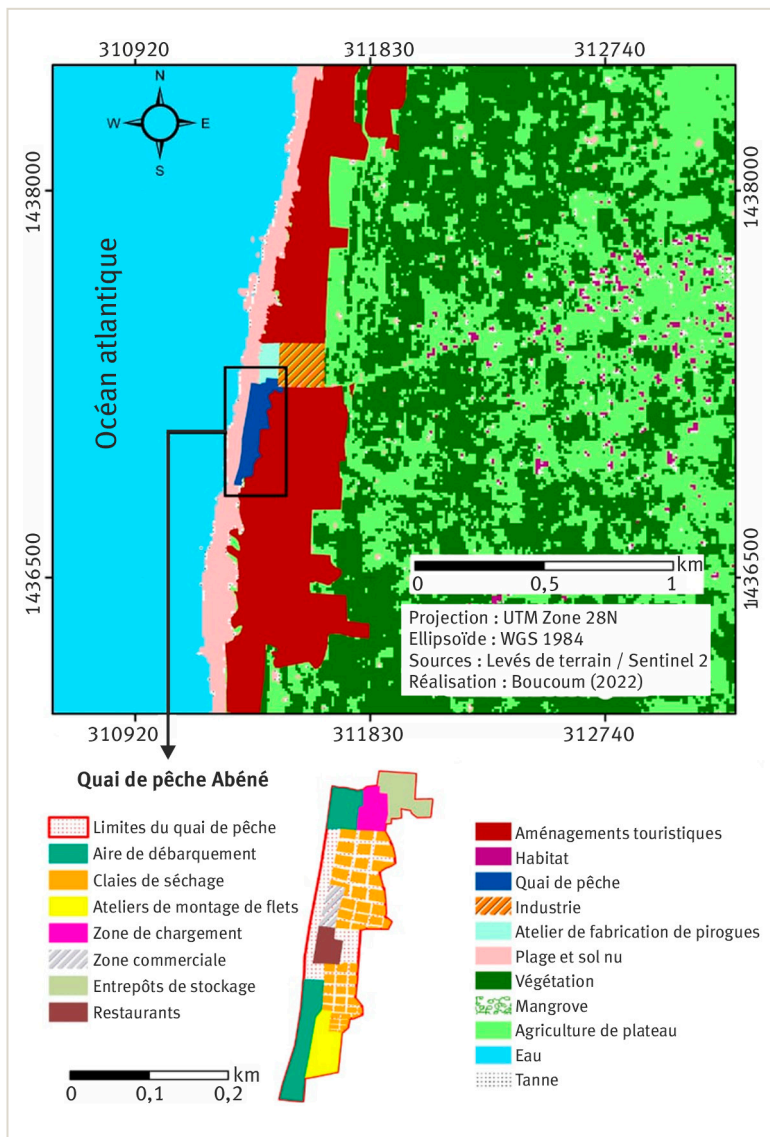 310920 311830 312740
N
W E
S
1438000
1438000
Océan atlantique
1436500
1436500
km
0 0,5 1
Projection : UTM Zone 28N
Ellipsoïde : WGS 1984
Sources : Levés de terrain / Sentinel 2
Réalisation : Boucoum (2022)
310920 311830 312740
Quai de pêche Abéné
Limites du quai de pêche
Aire de débarquement
Claies de séchage
Ateliers de montage de flets
Zone de chargement
Zone commerciale
Entrepôts de stockage
Restaurants
km
0 0,1 0,2
Aménagements touristiques
Habitat
Quai de pêche
Industrie
Atelier de fabrication de pirogues
Plage et sol nu
Végétation
Mangrove
Agriculture de plateau
Eau
Tanne